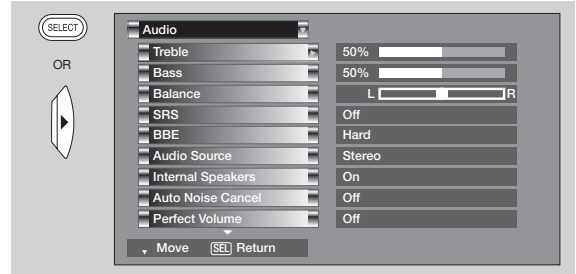 SELECT
OR
Audio
Treble 50%
Bass 50%
Balance L R
SRS Off
BBE Hard
Audio Source Stereo
Internal Speakers On
Auto Noise Cancel Off
Perfect Volume Off
Move SEL Return